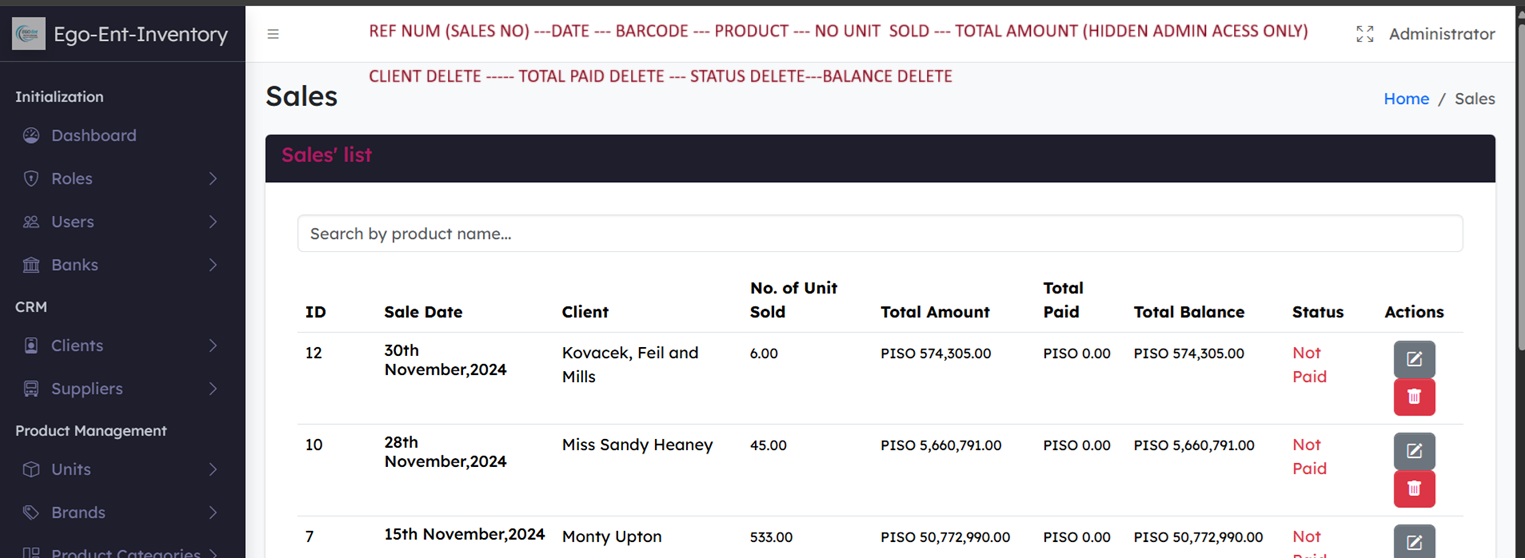 Ego-Ent-Inventory
REF NUM (SALES NO) ---DATE --- BARCODE --- PRODUCT --- NO UNIT SOLD --- TOTAL AMOUNT (HIDDEN ADMIN ACESS ONLY)
Administrator
CLIENT DELETE ----- TOTAL PAID DELETE --- STATUS DELETE---BALANCE DELETE
Sales
Home / Sales
Initialization
Dashboard
Roles
Users
Banks
CRM
Clients
Suppliers
Product Management
Units
Brands
Product Categories
Sales' list
Search by product name...
ID Sale Date Client No. of Unit Sold Total Amount Total Paid Total Balance Status Actions
12 30th November,2024 Kovacek, Feil and Mills 6.00 PISO 574,305.00 PISO 0.00 PISO 574,305.00 Not Paid
10 28th November,2024 Miss Sandy Heaney 45.00 PISO 5,660,791.00 PISO 0.00 PISO 5,660,791.00 Not Paid
7 15th November,2024 Monty Upton 533.00 PISO 50,772,990.00 PISO 0.00 PISO 50,772,990.00 Not Paid